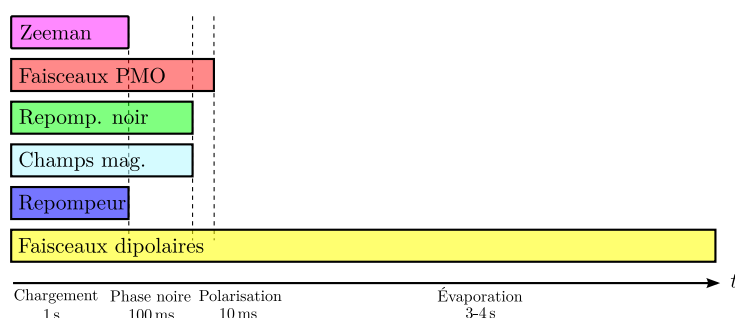 Zeeman
Faisceaux PMO
Repomp. noir
Champs mag.
Repompeur
Faisceaux dipolaires
t
Chargement Phase noire Polarisation Évaporation
1 s 100 ms 10 ms 3-4 s